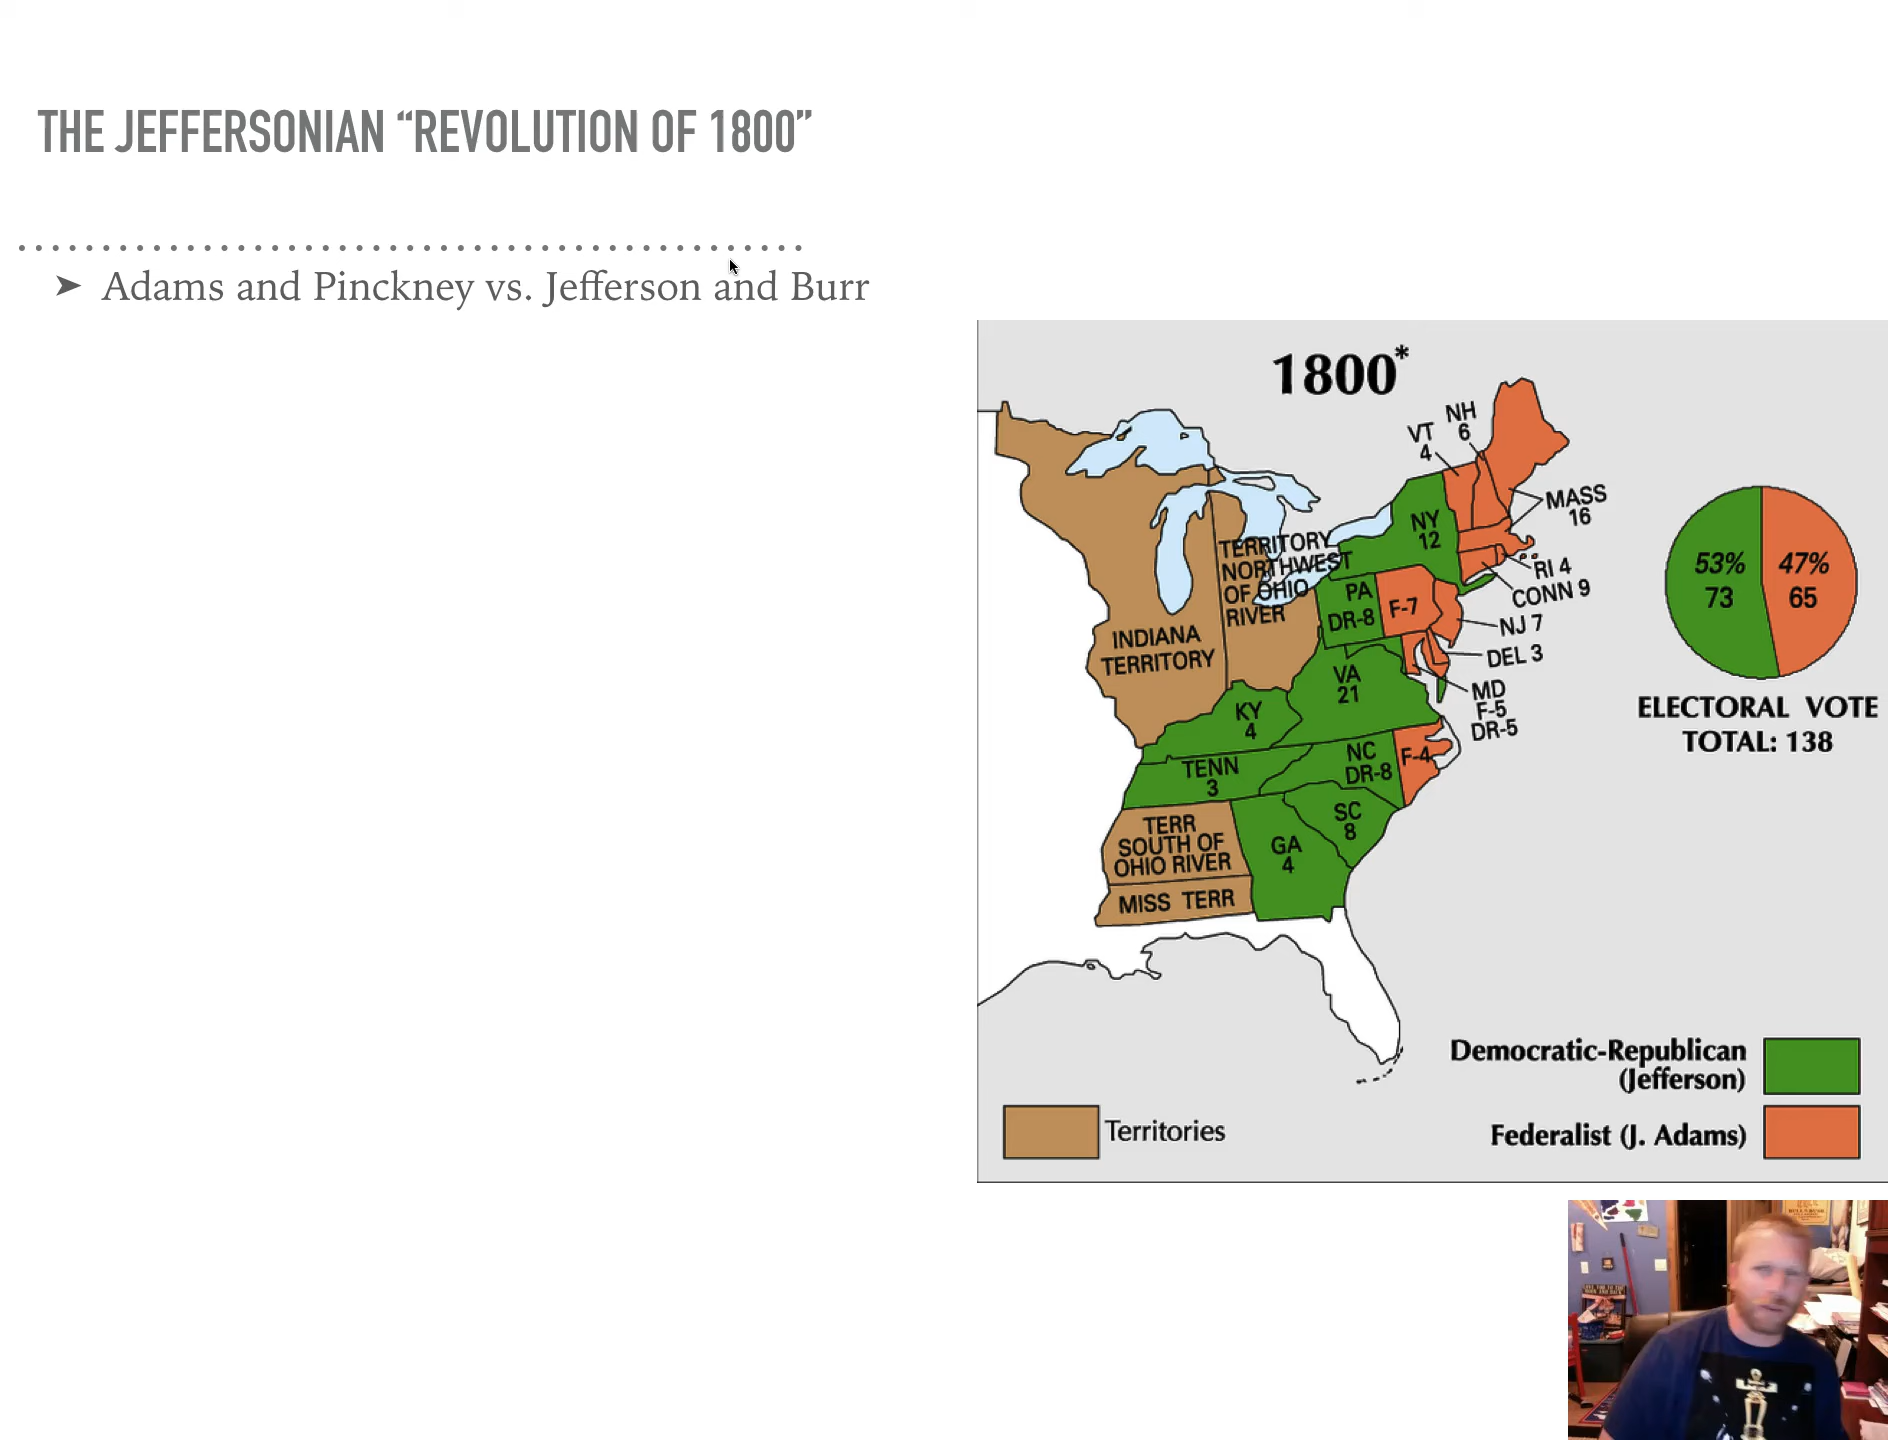 THE JEFFERSONIAN “REVOLUTION OF 1800”
➤ Adams and Pinckney vs. Jefferson and Burr
1800*
NH
6
VT
4
MASS
16
NY
12
RI 4
CONN 9
TERRITORY
NORTHWEST
OF OHIO
RIVER
PA
DR-8
F-7
NJ 7
DEL 3
INDIANA
TERRITORY
VA
21
MD
F-5
DR-5
KY
4
NC
DR-8
F-4
TENN
3
SC
8
TERR
SOUTH OF
OHIO RIVER
GA
4
MISS TERR
53%
73
47%
65
ELECTORAL VOTE
TOTAL: 138
Democratic-Republican
(Jefferson)
Territories
Federalist (J. Adams)